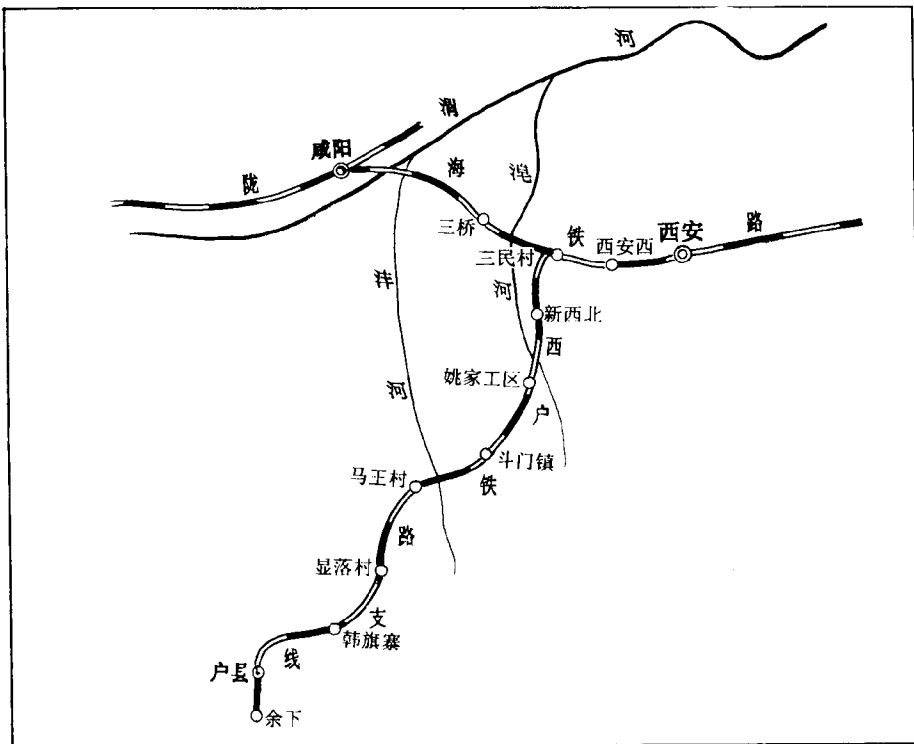 渭河
咸阳
陇海铁路
浐河
三桥
三民村
西安西
西安
沣河
新西北
西户铁路支线
姚家工区
斗门镇
马王村
显落村
韩旗寨
户县
余下